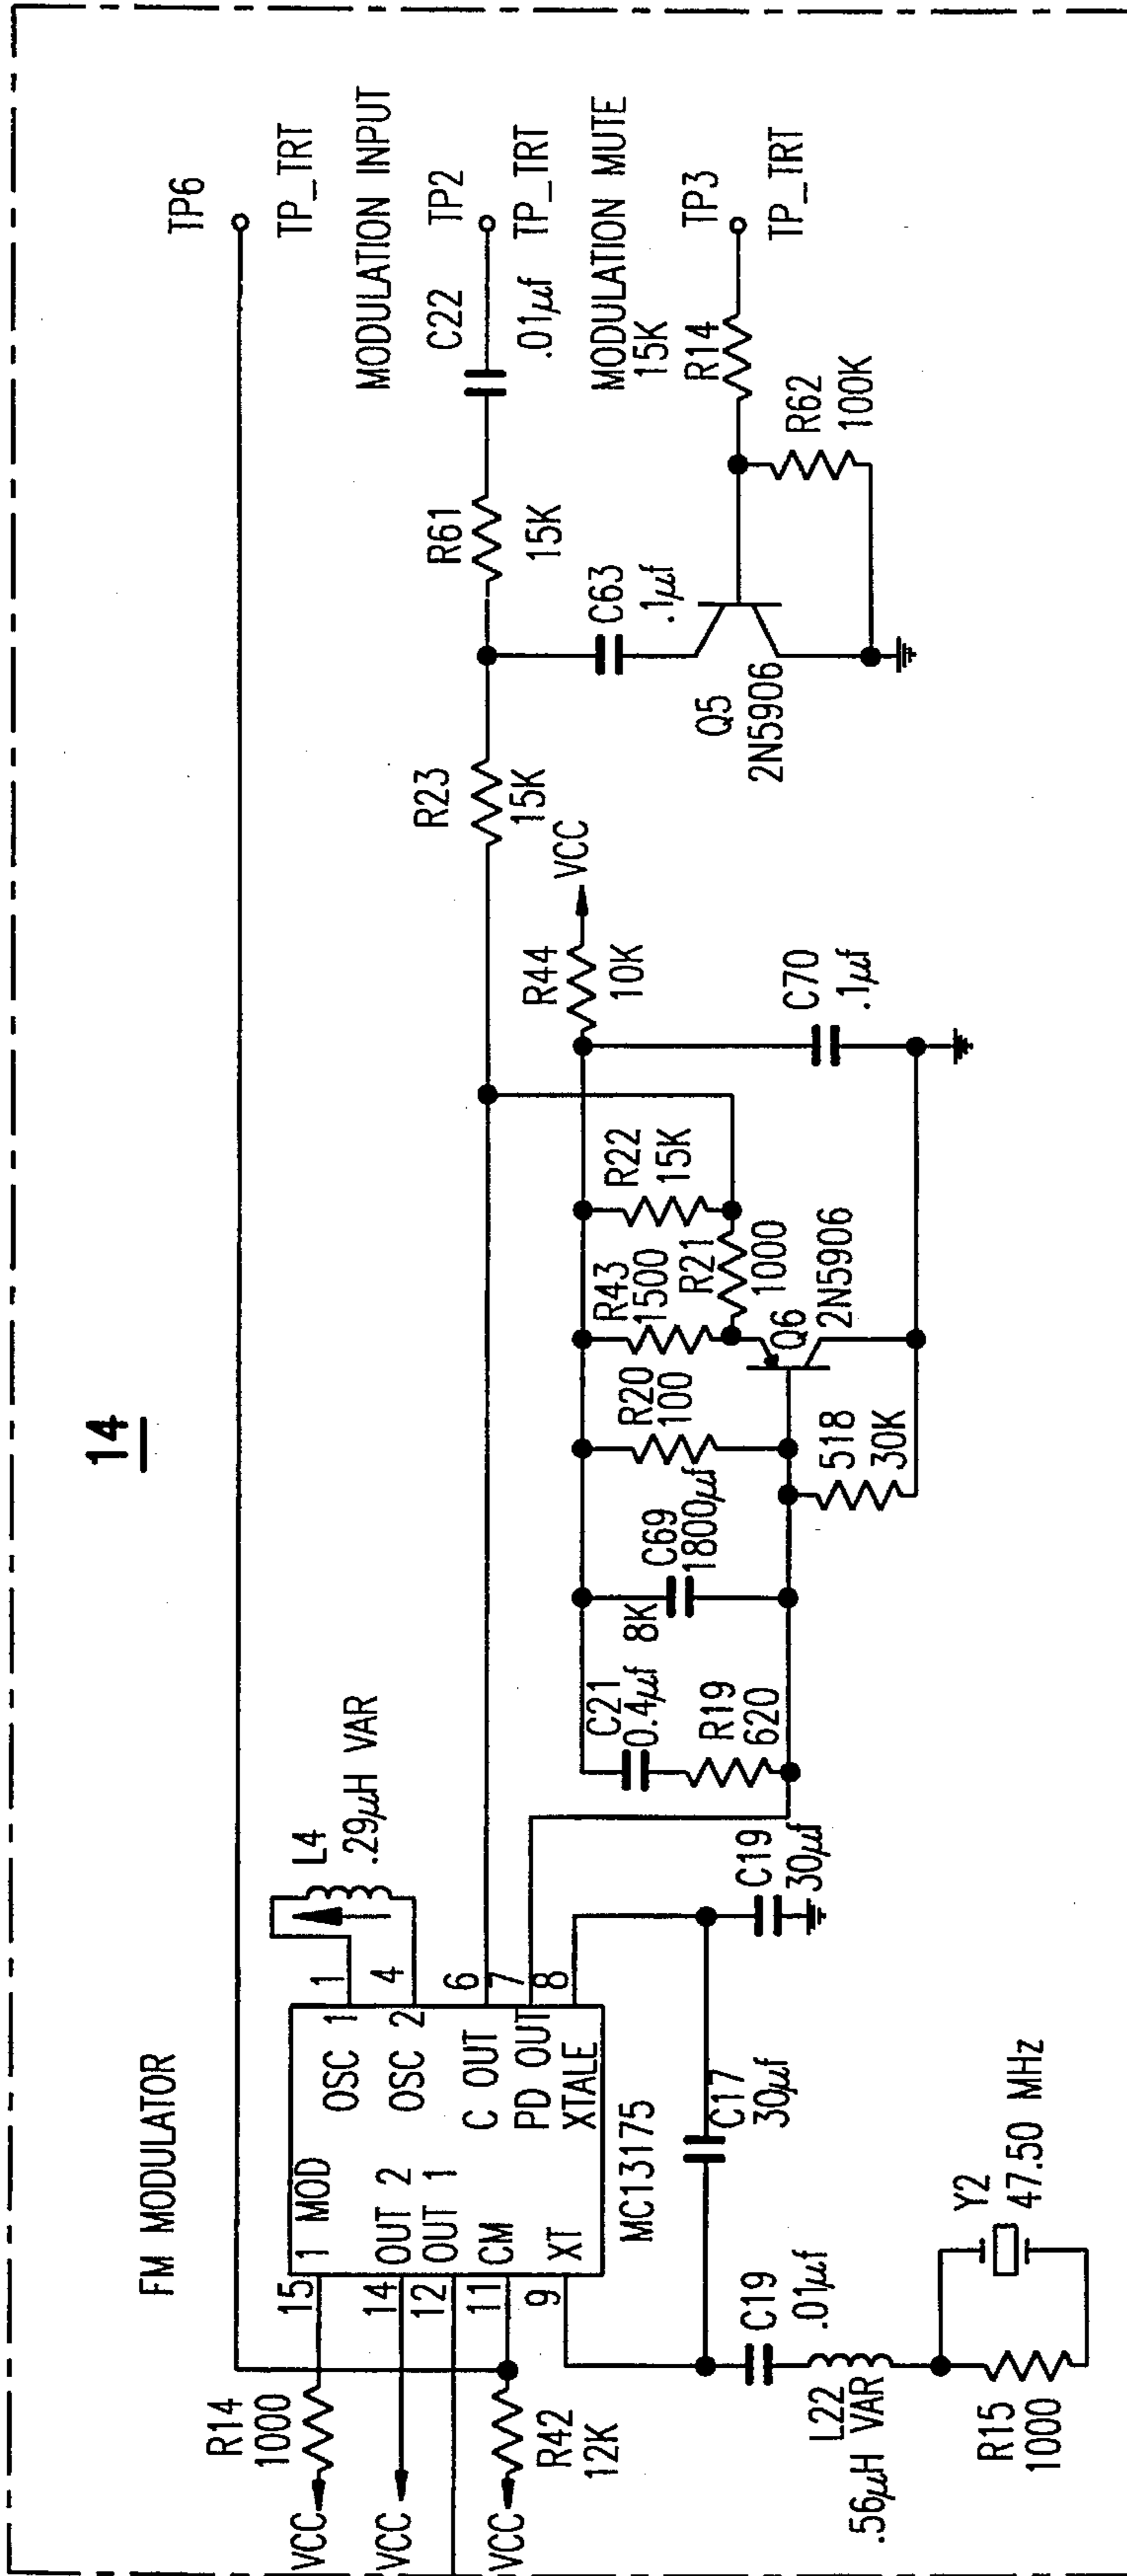 14
FM MODULATOR
TP6
TP_TRT
MODULATION INPUT
TP2
TP_TRT
C22
.01µf
R61
15K
R23
15K
MODULATION MUTE
TP3
TP_TRT
15K
R14
R62
100K
C63
.1µf
Q5
2N5906
R44
10K
VCC
C70
.1µf
R22
15K
R43
1500
R21
1000
Q6
2N5906
R20
100
518
30K
C69
1800µf
8K
C21
0.4µf
R19
620
L4
.29µH VAR
1
4
6
7
8
OSC 1
OSC 2
C OUT
PD OUT
XTALE
1 MOD
OUT 2
OUT 1
CM
XT
MC13175
15
14
12
11
9
R14
1000
VCC
VCC
VCC
R42
12K
C19
30µf
C17
30µf
C19
.01µf
L22
.56µH VAR
Y2
47.50 MHz
R15
1000